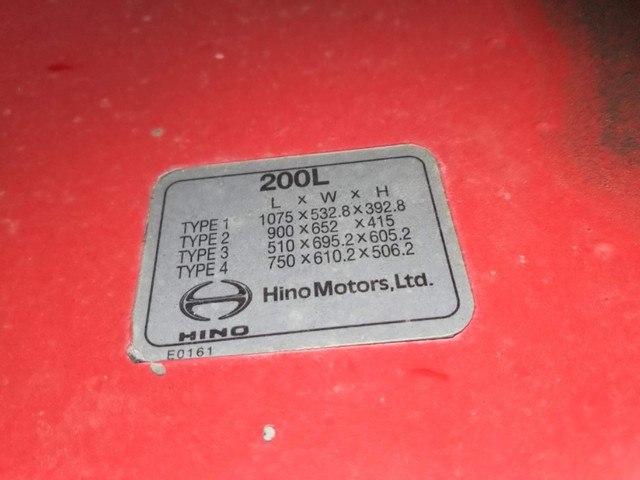 200L
L × W × H
TYPE 1 1075 × 532.8 × 392.8
TYPE 2 900 × 652 × 415
TYPE 3 510 × 695.2 × 605.2
TYPE 4 750 × 610.2 × 506.2
HINO Hino Motors, Ltd.
E0161